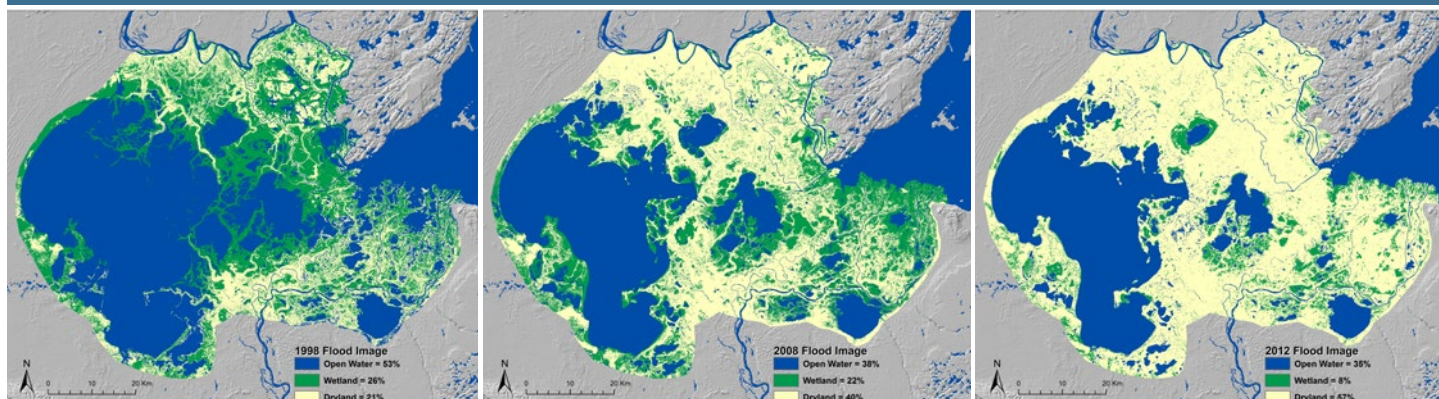 1998 Flood Image
Open Water = 53%
Wetland = 26%
Dryland = 21%
N
0 10 20 Km
2008 Flood Image
Open Water = 38%
Wetland = 22%
Dryland = 40%
N
0 10 20 Km
2012 Flood Image
Open Water = 35%
Wetland = 8%
Dryland = 57%
N
0 10 20 Km